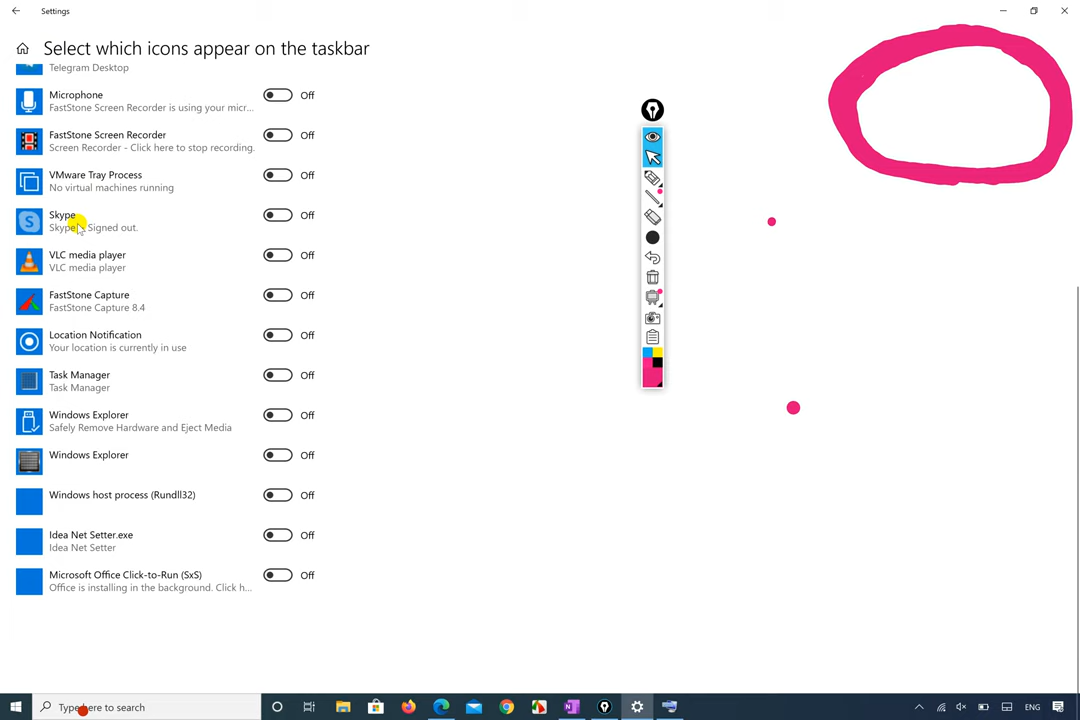 Settings
Select which icons appear on the taskbar
Telegram Desktop
Microphone
FastStone Screen Recorder is using your micr...
Off
FastStone Screen Recorder
Screen Recorder - Click here to stop recording.
Off
VMware Tray Process
No virtual machines running
Off
Skype
Skype - Signed out.
Off
VLC media player
VLC media player
Off
FastStone Capture
FastStone Capture 8.4
Off
Location Notification
Your location is currently in use
Off
Task Manager
Task Manager
Off
Windows Explorer
Safely Remove Hardware and Eject Media
Off
Windows Explorer
Off
Windows host process (Rundll32)
Off
Idea Net Setter.exe
Idea Net Setter
Off
Microsoft Office Click-to-Run (SxS)
Office is installing in the background. Click h...
Off
Type here to search
ENG